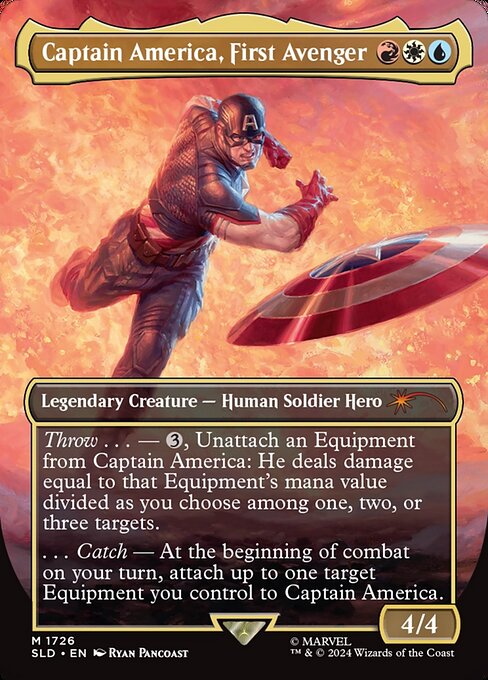 Captain America, First Avenger
Legendary Creature — Human Soldier Hero
Throw . . . — 3, Unattach an Equipment
from Captain America: He deals damage
equal to that Equipment's mana value
divided as you choose among one, two, or
three targets.
. . . Catch — At the beginning of combat
on your turn, attach up to one target
Equipment you control to Captain America.
4/4
M 1726
SLD • EN Ryan Pancoast
© MARVEL
™ & © 2024 Wizards of the Coast